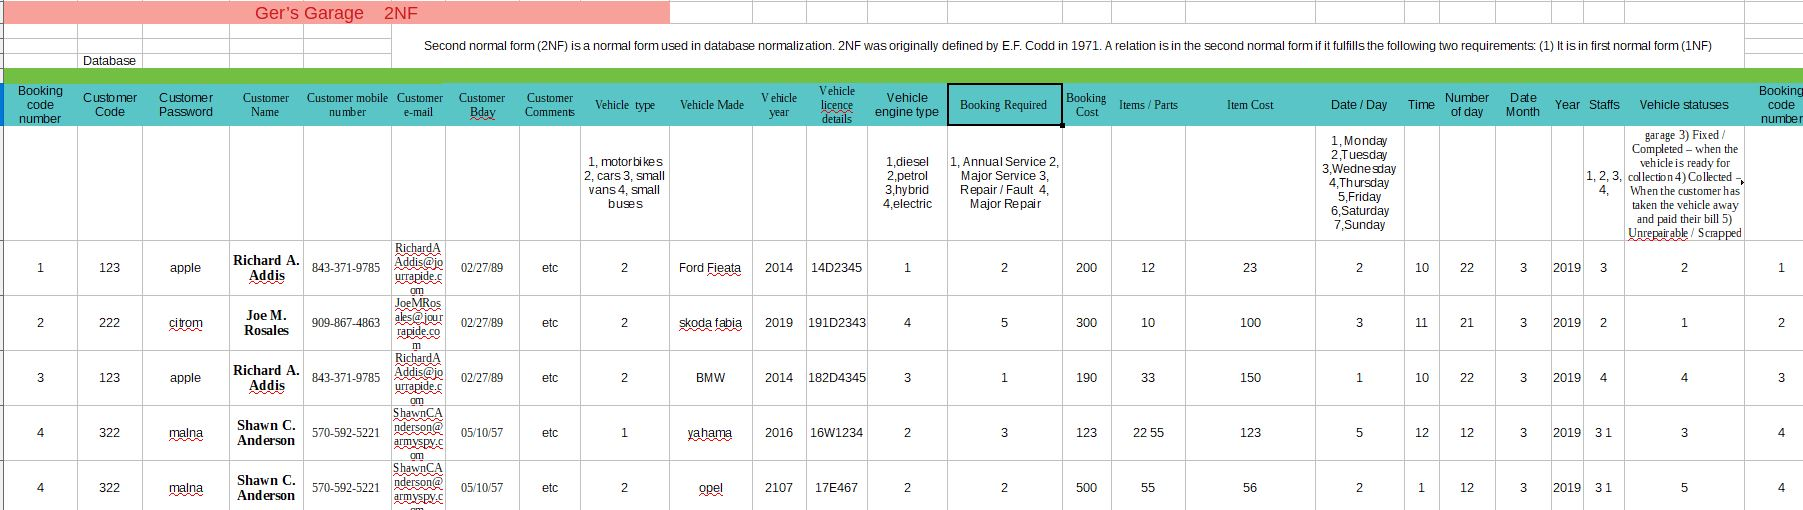 Ger's Garage 2NF
Second normal form (2NF) is a normal form used in database normalization. 2NF was originally defined by E.F. Codd in 1971. A relation is in the second normal form if it fulfills the following two requirements: (1) It is in first normal form (1NF)
Database
Booking code number Customer Code Customer Password Customer Name Customer mobile number Customer e-mail Customer Bday Customer Comments Vehicle type Vehicle Made Vehicle year Vehicle licence details Vehicle engine type Booking Required Booking Cost Items / Parts Item Cost Date / Day Time Number of day Date Month Year Staffs Vehicle statuses Booking code number
1, motorbikes 2, cars 3, small vans 4, small buses 1,diesel 2,petrol 3,hybrid 4,electric 1, Annual Service 2, Major Service 3, Repair / Fault 4, Major Repair 1, Monday 2,Tuesday 3,Wednesday 4,Thursday 5,Friday 6,Saturday 7,Sunday 1, 2, 3, 4, garage 3) Fixed / Completed – when the vehicle is ready for collection 4) Collected – When the customer has taken the vehicle away and paid their bill 5) Unrepairable / Scrapped
1 123 apple Richard A. Addis 843-371-9785 RichardAAddis@jourrapide.com 02/27/89 etc 2 Ford Fieata 2014 14D2345 1 2 200 12 23 2 10 22 3 2019 3 2 1
2 222 citrom Joe M. Rosales 909-867-4863 JoeMRosales@jourrapide.com 02/27/89 etc 2 skoda fabia 2019 191D2343 4 5 300 10 100 3 11 21 3 2019 2 1 2
3 123 apple Richard A. Addis 843-371-9785 RichardAAddis@jourrapide.com 02/27/89 etc 2 BMW 2014 182D4345 3 1 190 33 150 1 10 22 3 2019 4 4 3
4 322 malna Shawn C. Anderson 570-592-5221 ShawnCAnderson@armyspy.com 05/10/57 etc 1 yahama 2016 16W1234 2 3 123 22 55 123 5 12 12 3 2019 3 1 3 4
4 322 malna Shawn C. Anderson 570-592-5221 ShawnCAnderson@armyspy.c 05/10/57 etc 2 opel 2107 17E467 2 2 500 55 56 2 1 12 3 2019 3 1 5 4